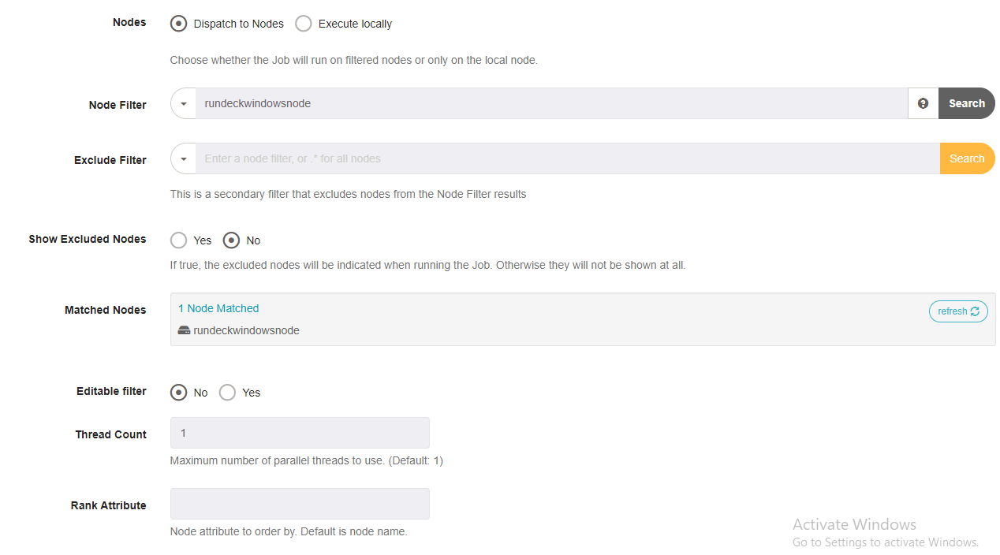 Nodes Dispatch to Nodes Execute locally
Choose whether the Job will run on filtered nodes or only on the local node.
Node Filter rundeckwindowsnode Search
Exclude Filter Enter a node filter, or .* for all nodes Search
This is a secondary filter that excludes nodes from the Node Filter results
Show Excluded Nodes Yes No
If true, the excluded nodes will be indicated when running the Job. Otherwise they will not be shown at all.
Matched Nodes 1 Node Matched refresh
rundeckwindowsnode
Editable filter No Yes
Thread Count 1
Maximum number of parallel threads to use. (Default: 1)
Rank Attribute
Node attribute to order by. Default is node name.
Activate Windows
Go to Settings to activate Windows.